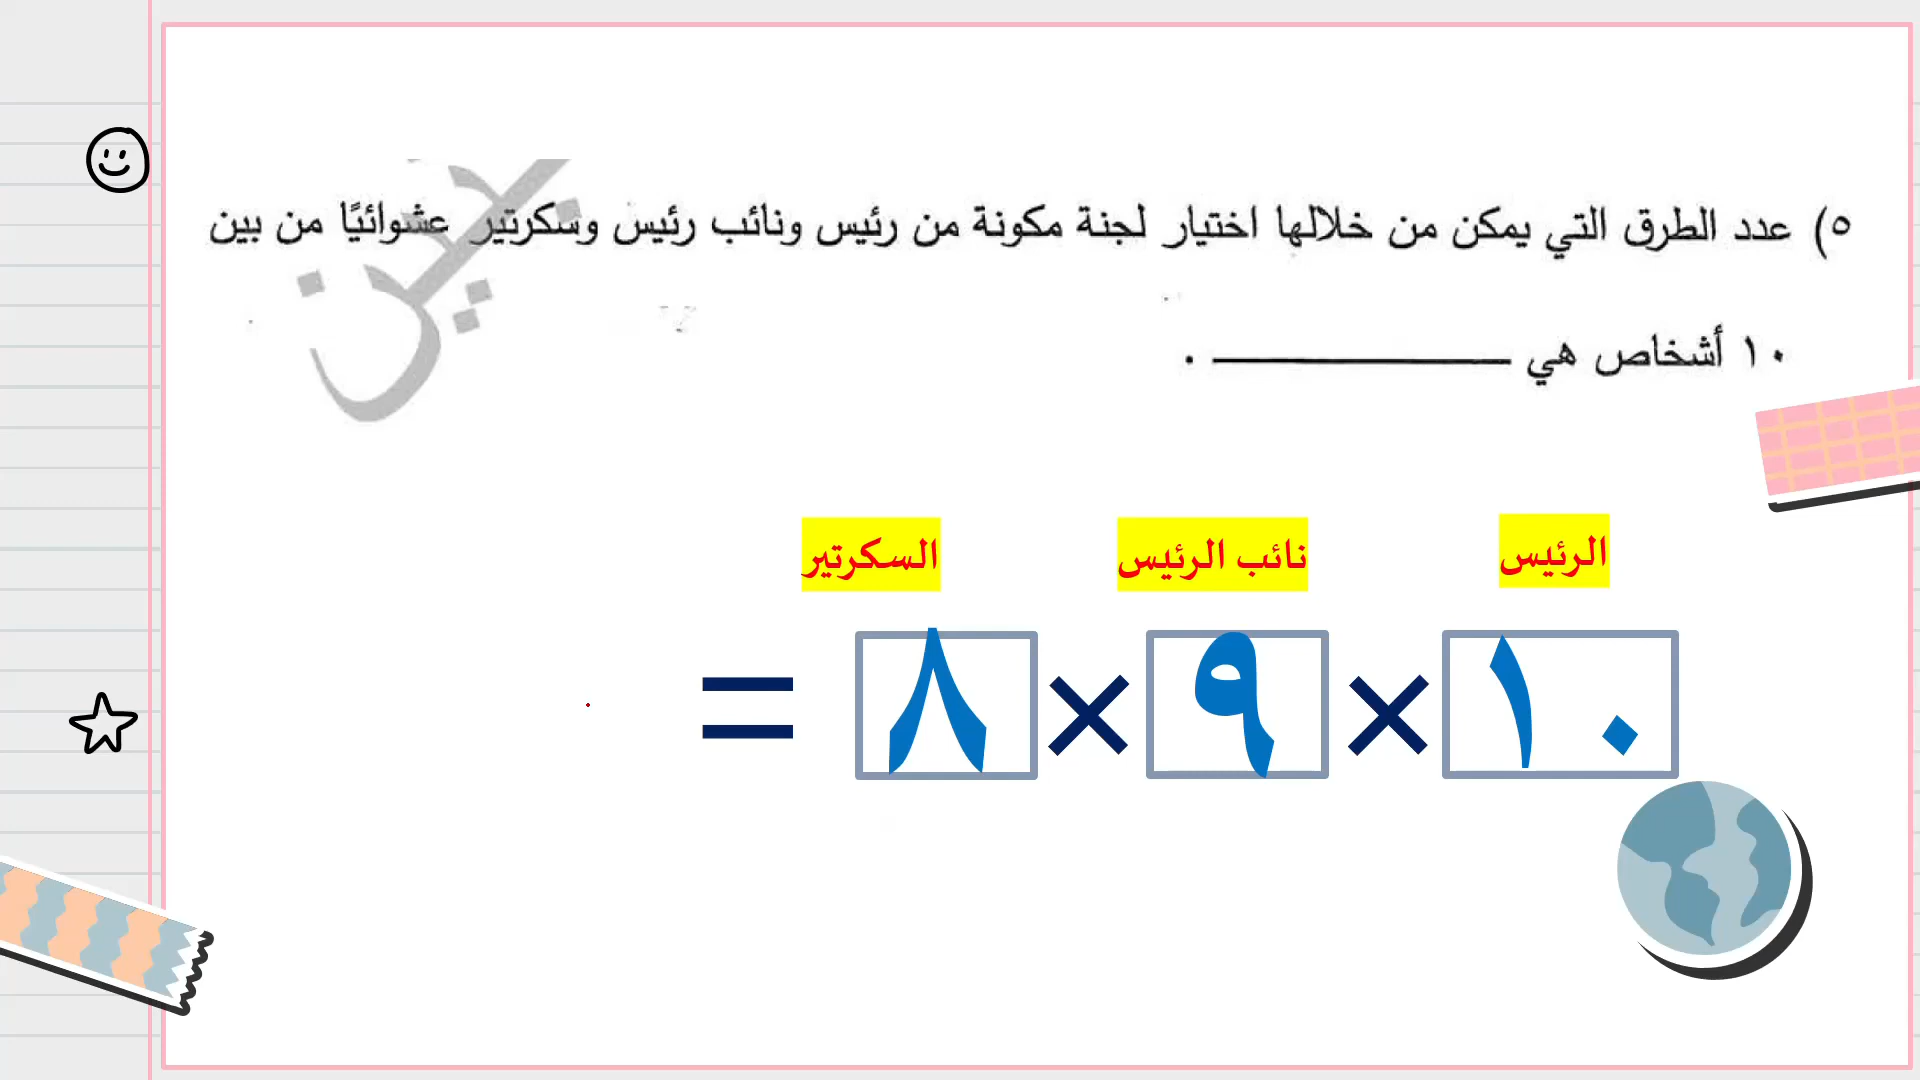 ٥) عدد الطرق التي يمكن من خلالها اختيار لجنة مكونة من رئيس ونائب رئيس وسكرتير عشوائيًا من بين
١٠ أشخاص هي ـــــــــــــــــ .
الرئيس نائب الرئيس السكرتير
١٠ × ٩ × ٨ =